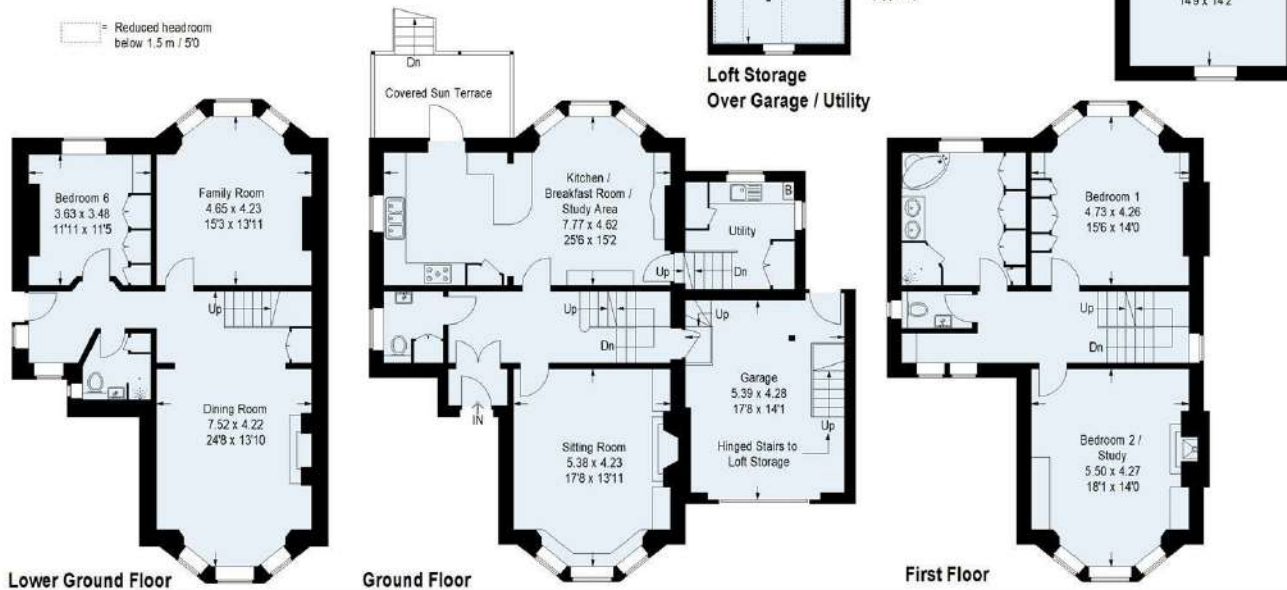 = Reduced headroom
below 1.5 m / 5'0
14'9 x 14'2
Loft Storage
Over Garage / Utility
Dn
Covered Sun Terrace
Bedroom 6
3.63 x 3.48
11'11 x 11'5
Family Room
4.65 x 4.23
15'3 x 13'11
Up
Dining Room
7.52 x 4.22
24'8 x 13'10
Lower Ground Floor
Kitchen /
Breakfast Room /
Study Area
7.77 x 4.62
25'6 x 15'2
B
Utility
Up
Dn
Up
Dn
Up
IN
Sitting Room
5.38 x 4.23
17'8 x 13'11
Garage
5.39 x 4.28
17'8 x 14'1
Up
Hinged Stairs to
Loft Storage
Ground Floor
Bedroom 1
4.73 x 4.26
15'6 x 14'0
Up
Dn
Bedroom 2 /
Study
5.50 x 4.27
18'1 x 14'0
First Floor